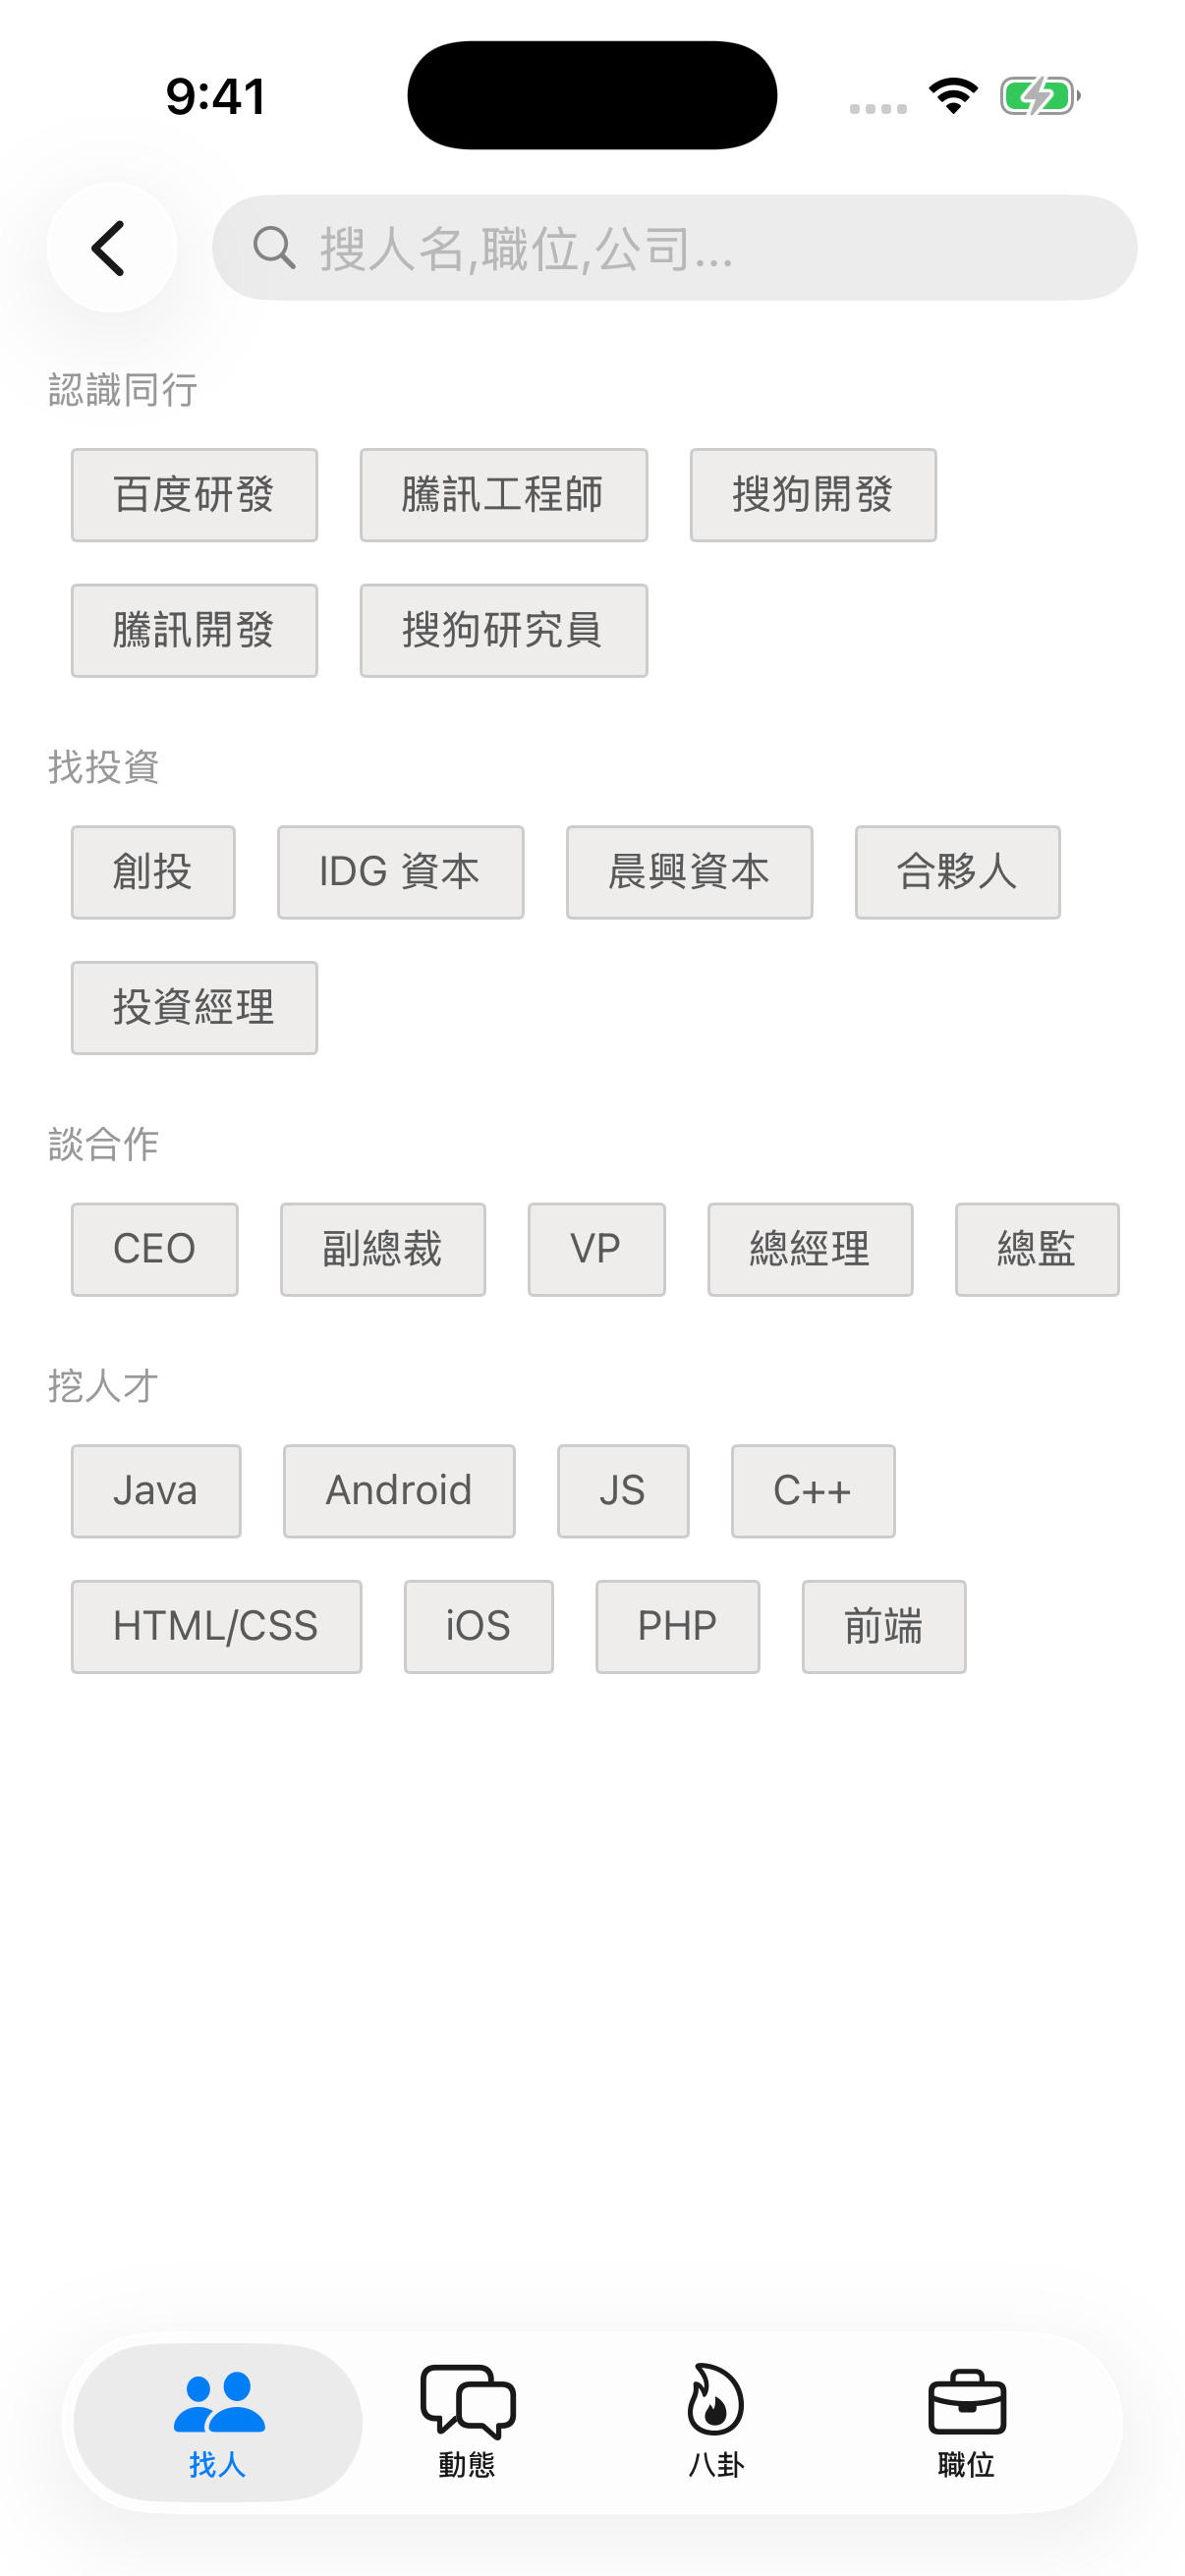 9:41
搜人名,職位,公司...
認識同行
百度研發 騰訊工程師 搜狗開發
騰訊開發 搜狗研究員
找投資
創投 IDG 資本 晨興資本 合夥人
投資經理
談合作
CEO 副總裁 VP 總經理 總監
挖人才
Java Android JS C++
HTML/CSS iOS PHP 前端
找人 動態 八卦 職位